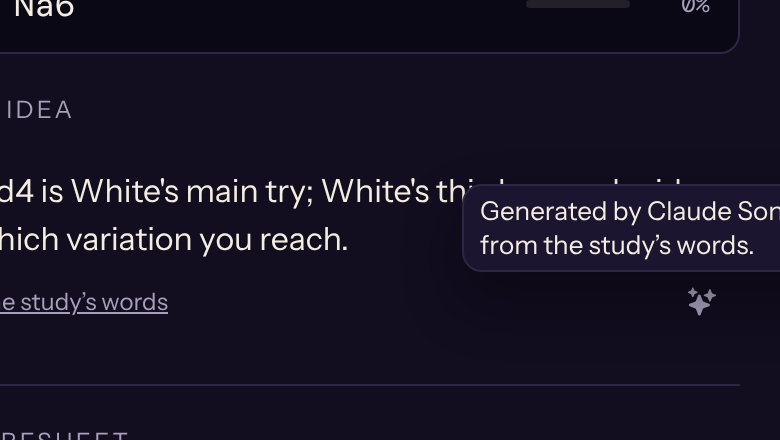 Na6
0%
IDEA
d4 is White's main try; White's
hich variation you reach.
Generated by Claude Son
from the study’s words.
e study’s words